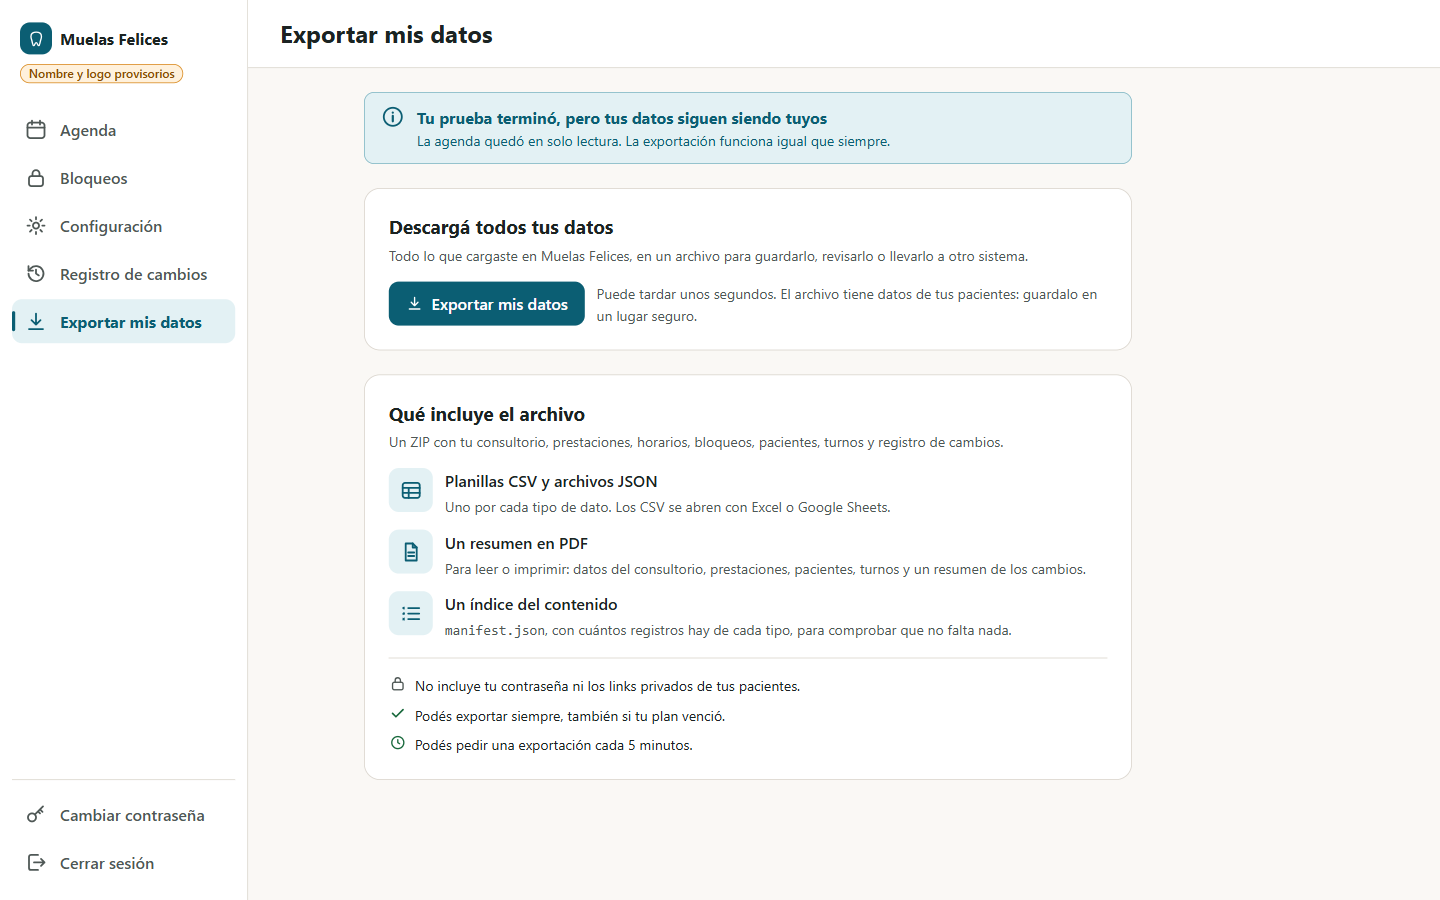 Muelas Felices
Nombre y logo provisorios
Agenda
Bloqueos
Configuración
Registro de cambios
Exportar mis datos
Cambiar contraseña
Cerrar sesión
Exportar mis datos
Tu prueba terminó, pero tus datos siguen siendo tuyos
La agenda quedó en solo lectura. La exportación funciona igual que siempre.
Descargá todos tus datos
Todo lo que cargaste en Muelas Felices, en un archivo para guardarlo, revisarlo o llevarlo a otro sistema.
Exportar mis datos
Puede tardar unos segundos. El archivo tiene datos de tus pacientes: guardalo en
un lugar seguro.
Qué incluye el archivo
Un ZIP con tu consultorio, prestaciones, horarios, bloqueos, pacientes, turnos y registro de cambios.
Planillas CSV y archivos JSON
Uno por cada tipo de dato. Los CSV se abren con Excel o Google Sheets.
Un resumen en PDF
Para leer o imprimir: datos del consultorio, prestaciones, pacientes, turnos y un resumen de los cambios.
Un índice del contenido
manifest.json, con cuántos registros hay de cada tipo, para comprobar que no falta nada.
No incluye tu contraseña ni los links privados de tus pacientes.
Podés exportar siempre, también si tu plan venció.
Podés pedir una exportación cada 5 minutos.